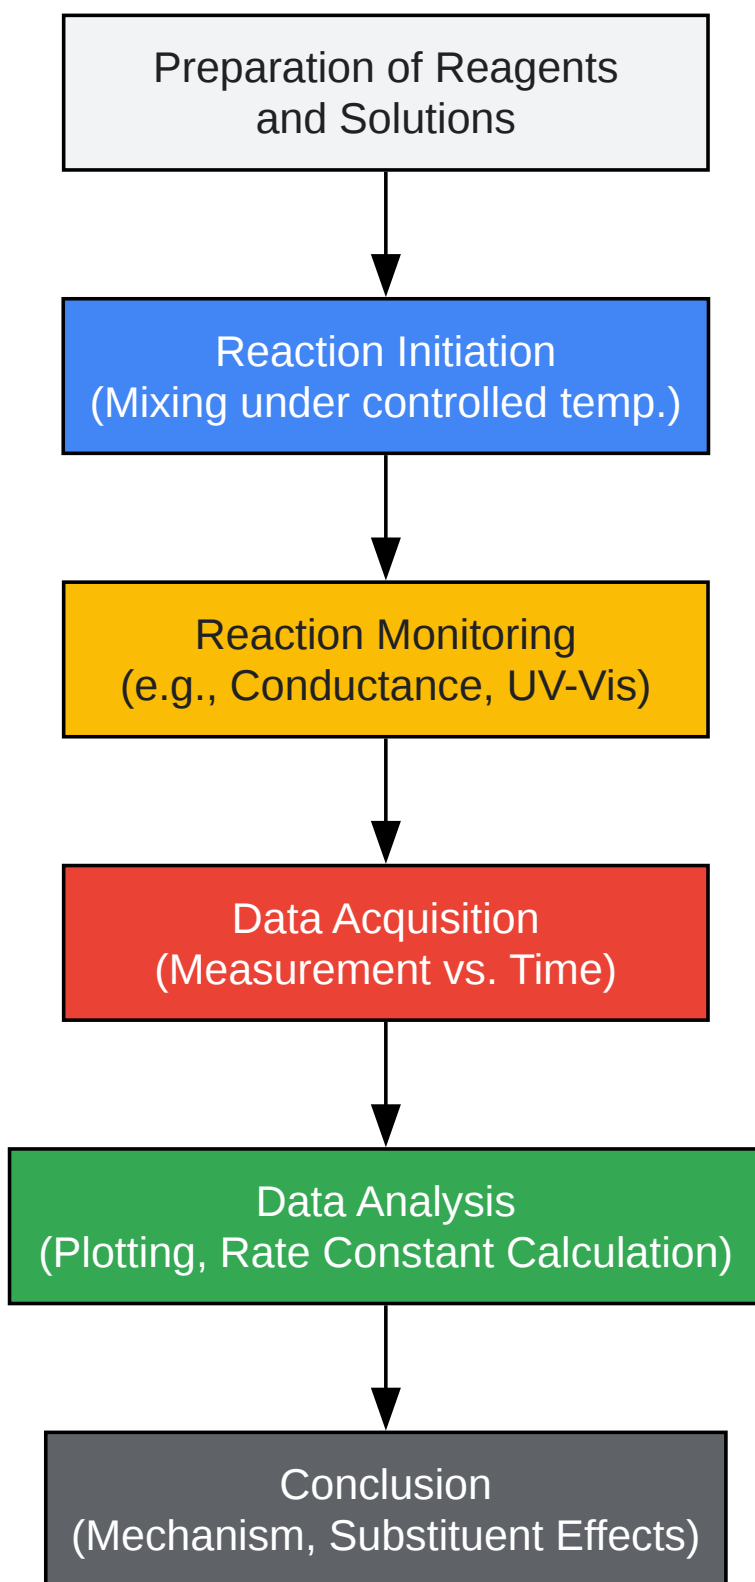 Preparation of Reagents
and Solutions
Reaction Initiation
(Mixing under controlled temp.)
Reaction Monitoring
(e.g., Conductance, UV-Vis)
Data Acquisition
(Measurement vs. Time)
Data Analysis
(Plotting, Rate Constant Calculation)
Conclusion
(Mechanism, Substituent Effects)